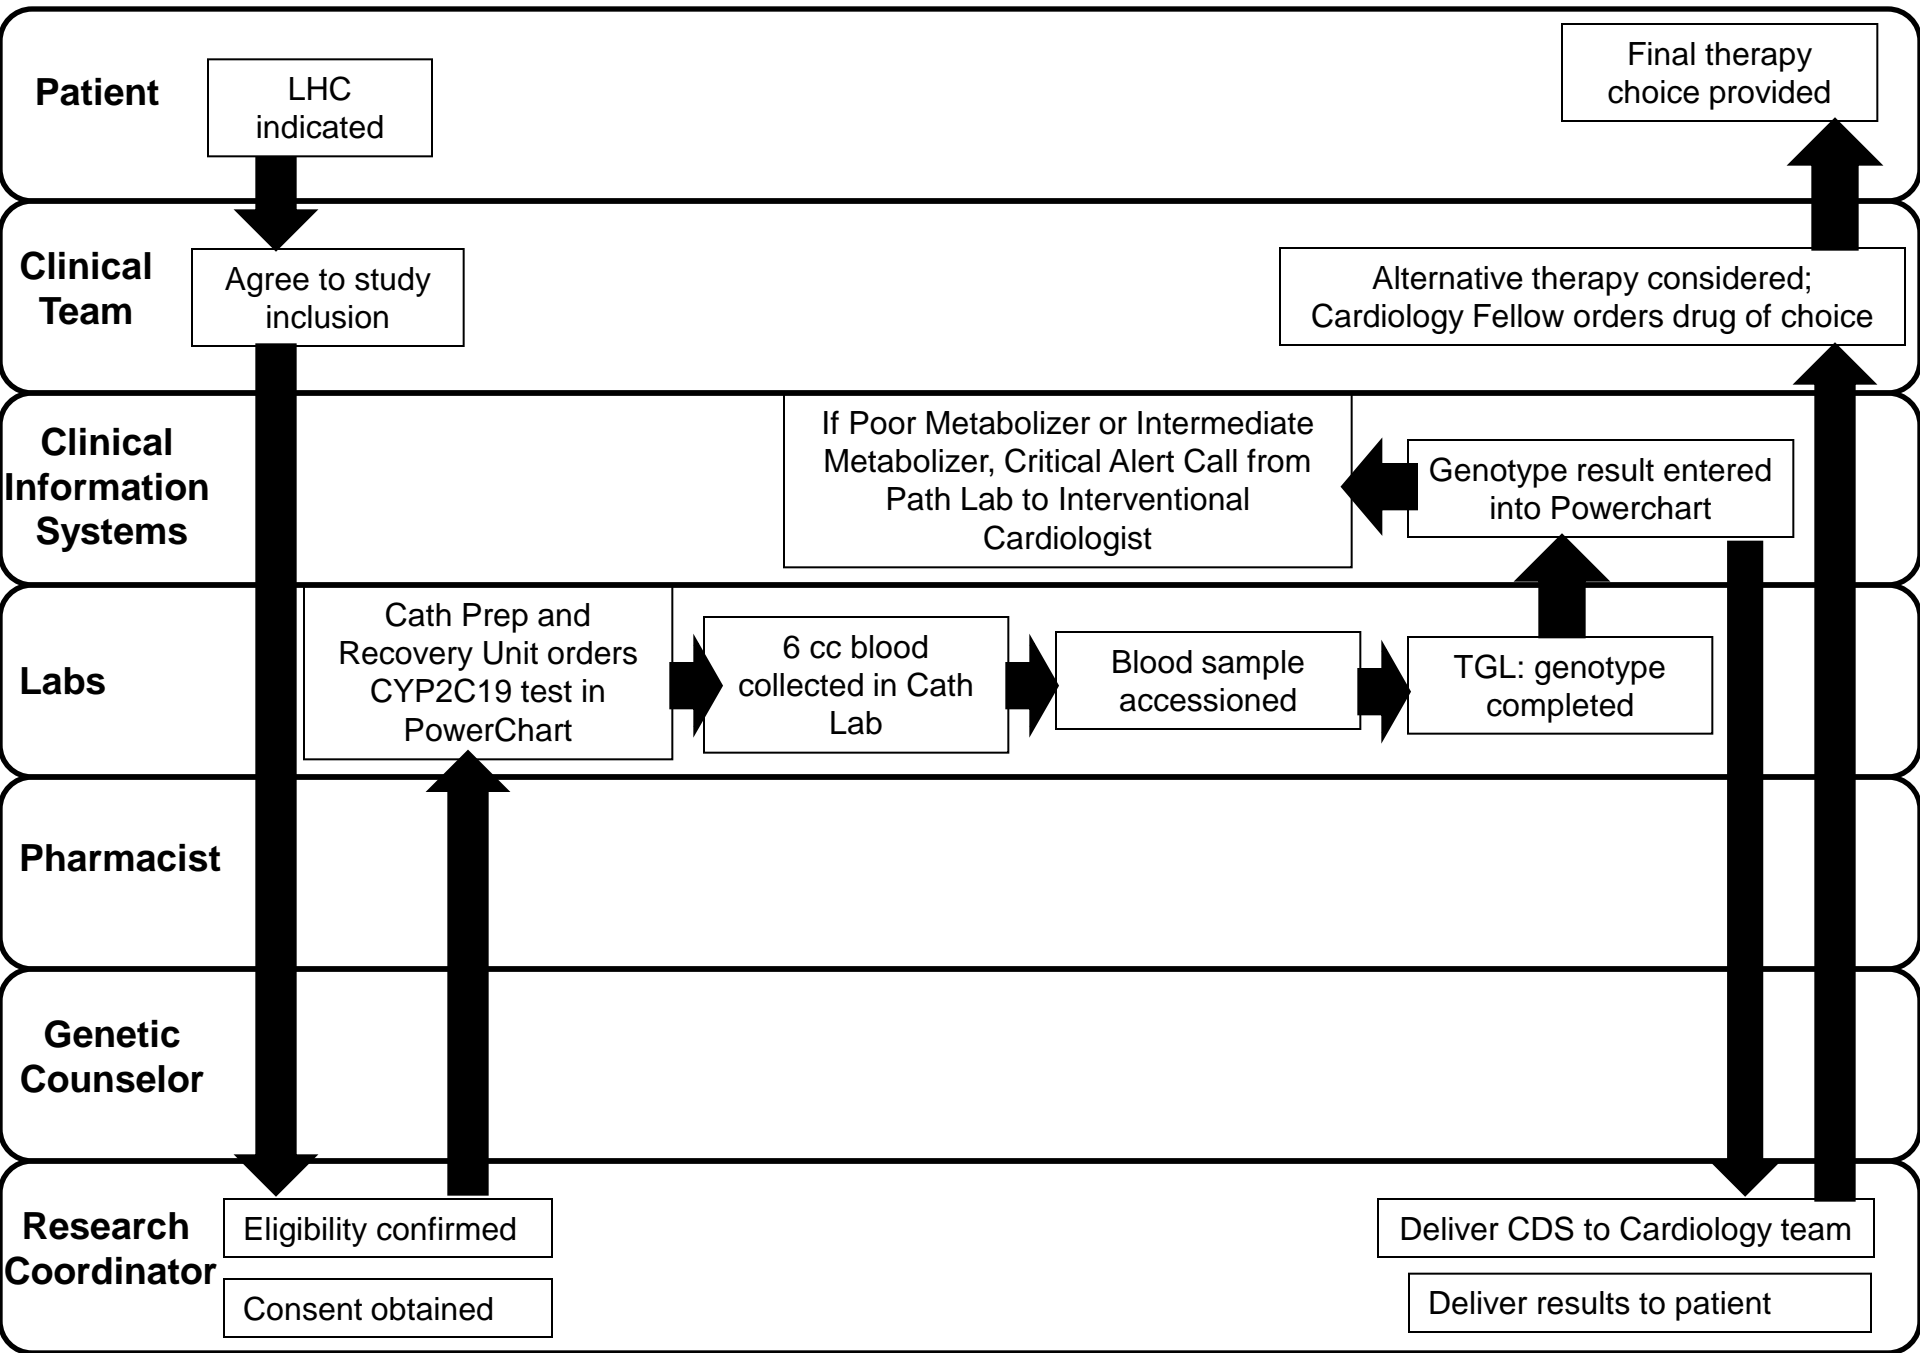 Patient
LHC
indicated
Final therapy
choice provided
Clinical
Team
Agree to study
inclusion
Alternative therapy considered;
Cardiology Fellow orders drug of choice
Clinical
Information
Systems
If Poor Metabolizer or Intermediate
Metabolizer, Critical Alert Call from
Path Lab to Interventional
Cardiologist
Genotype result entered
into Powerchart
Labs
Cath Prep and
Recovery Unit orders
CYP2C19 test in
PowerChart
6 cc blood
collected in Cath
Lab
Blood sample
accessioned
TGL: genotype
completed
Pharmacist
Genetic
Counselor
Research
Coordinator
Eligibility confirmed
Consent obtained
Deliver CDS to Cardiology team
Deliver results to patient